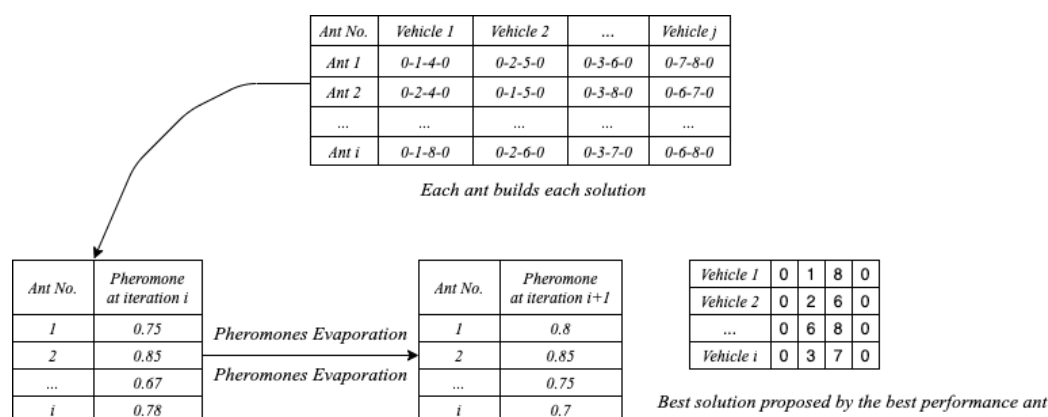 Ant No. Vehicle 1 Vehicle 2 ... Vehicle j
Ant 1 0-1-4-0 0-2-5-0 0-3-6-0 0-7-8-0
Ant 2 0-2-4-0 0-1-5-0 0-3-8-0 0-6-7-0
... ... ... ... ...
Ant i 0-1-8-0 0-2-6-0 0-3-7-0 0-6-8-0
Each ant builds each solution
Ant No. Pheromone
at iteration i
1 0.75
2 0.85
... 0.67
i 0.78
Pheromones Evaporation
Pheromones Evaporation
Ant No. Pheromone
at iteration i+1
1 0.8
2 0.85
... 0.75
i 0.7
Vehicle 1 0 1 8 0
Vehicle 2 0 2 6 0
... 0 6 8 0
Vehicle i 0 3 7 0
Best solution proposed by the best performance ant